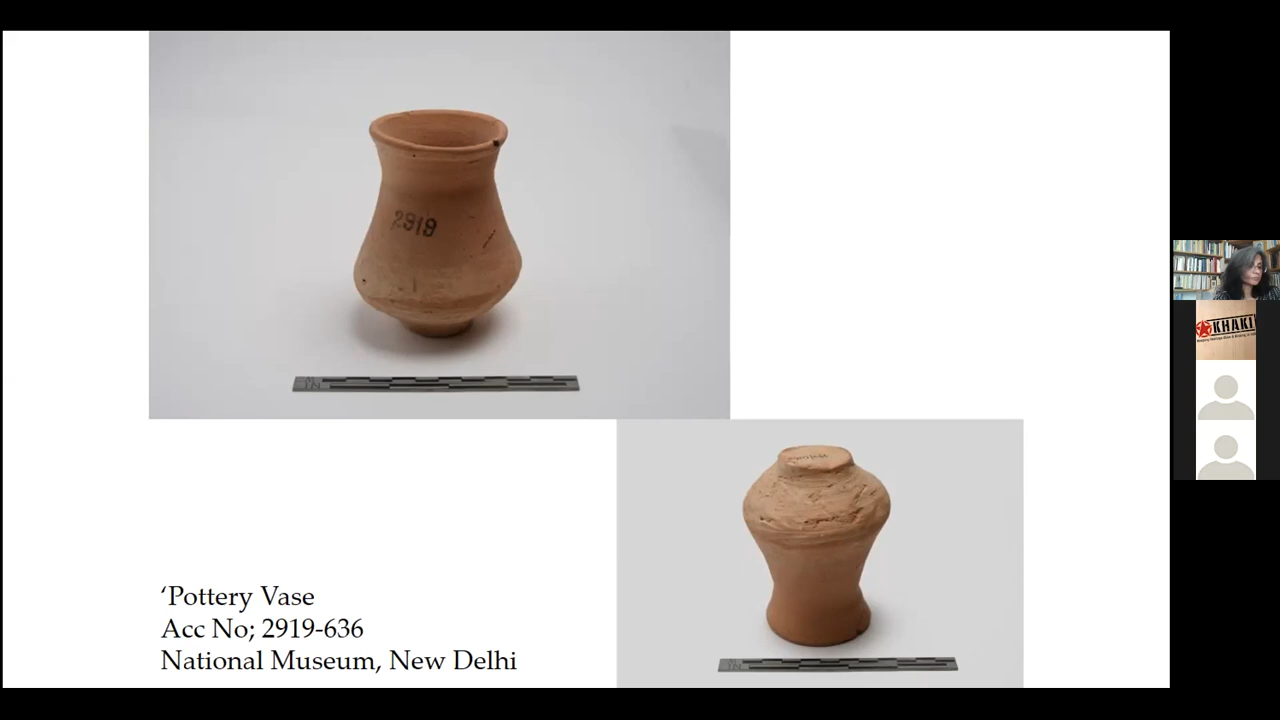 2919
‘Pottery Vase
Acc No; 2919-636
National Museum, New Delhi
KHAKI